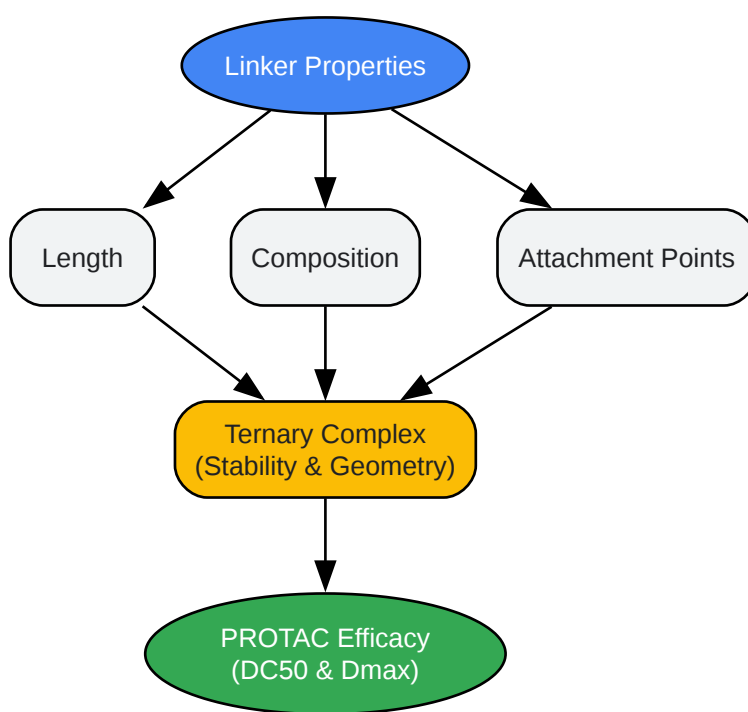 Linker Properties
Length
Composition
Attachment Points
Ternary Complex
(Stability & Geometry)
PROTAC Efficacy
(DC50 & Dmax)